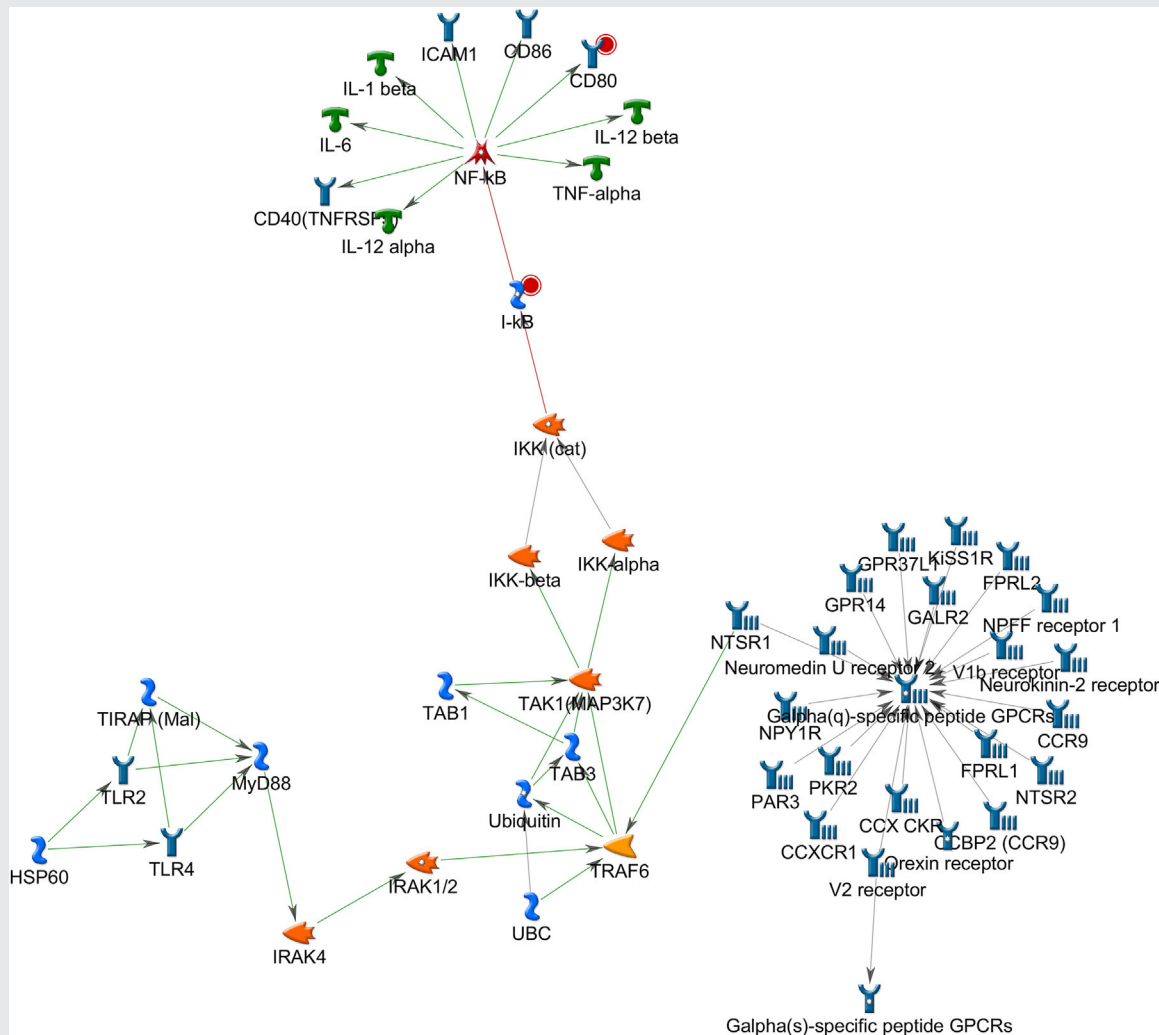 ICAM1
CD86
CD80
IL-1 beta
IL-6
IL-12 beta
NF-kB
TNF-alpha
IL-12 alpha
I-kB
IKK (cat)
IKK-beta
IKK-alpha
GPR37L1
KiSS1R
FPRL2
GPR14
GALR2
NPFF receptor 1
NTSR1
Neuromedin U receptor 2
V1b receptor
Neurokinin-2 receptor
TIRAP (Mal)
TAB1
TAK1(MAP3K7)
Galpha(q)-specific peptide GPCRs
NPY1R
CCR9
MyD88
TAB3
FPRL1
TLR2
PAR3
PKR2
NTSR2
Ubiquitin
CCX CKR
CCBP2 (CCR9)
CCXCR1
Orexin receptor
HSP60
TLR4
IRAK1/2
TRAF6
V2 receptor
UBC
IRAK4
Galpha(s)-specific peptide GPCRs